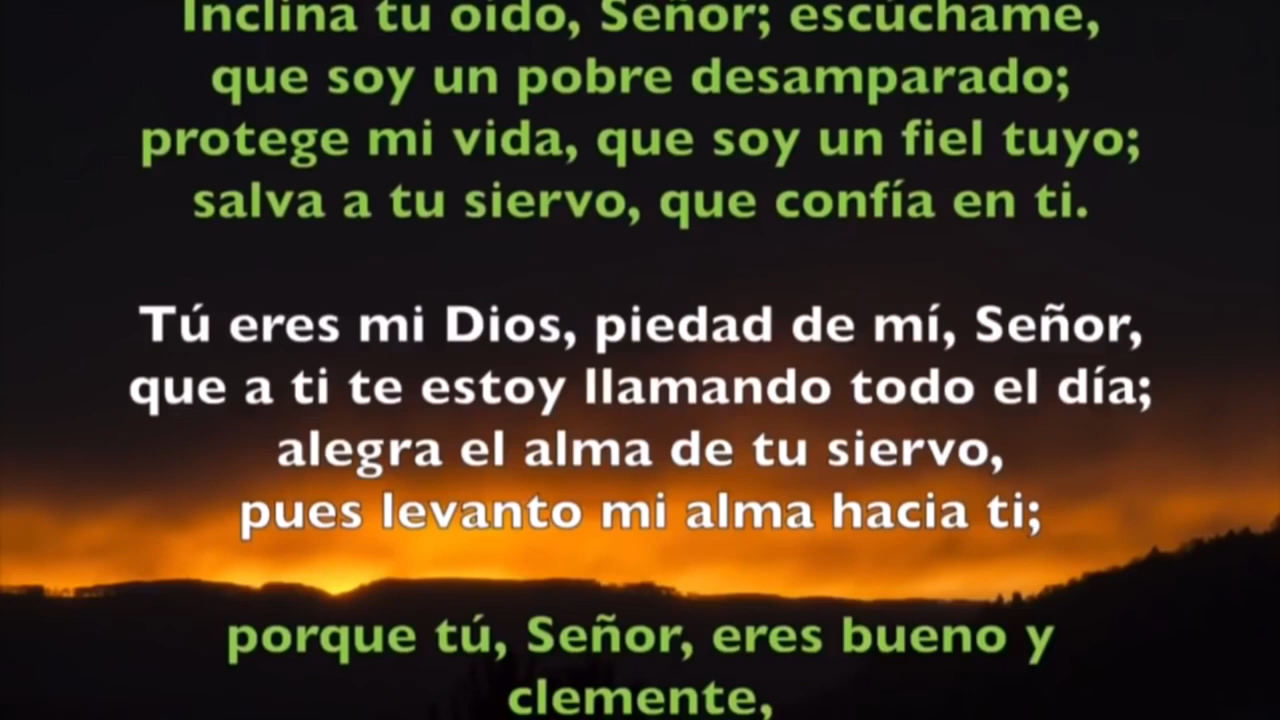 Inclina tu oído, Señor; escúchame,
que soy un pobre desamparado;
protege mi vida, que soy un fiel tuyo;
salva a tu siervo, que confía en ti.
Tú eres mi Dios, piedad de mí, Señor,
que a ti te estoy llamando todo el día;
alegra el alma de tu siervo,
pues levanto mi alma hacia ti;
porque tú, Señor, eres bueno y
clemente,